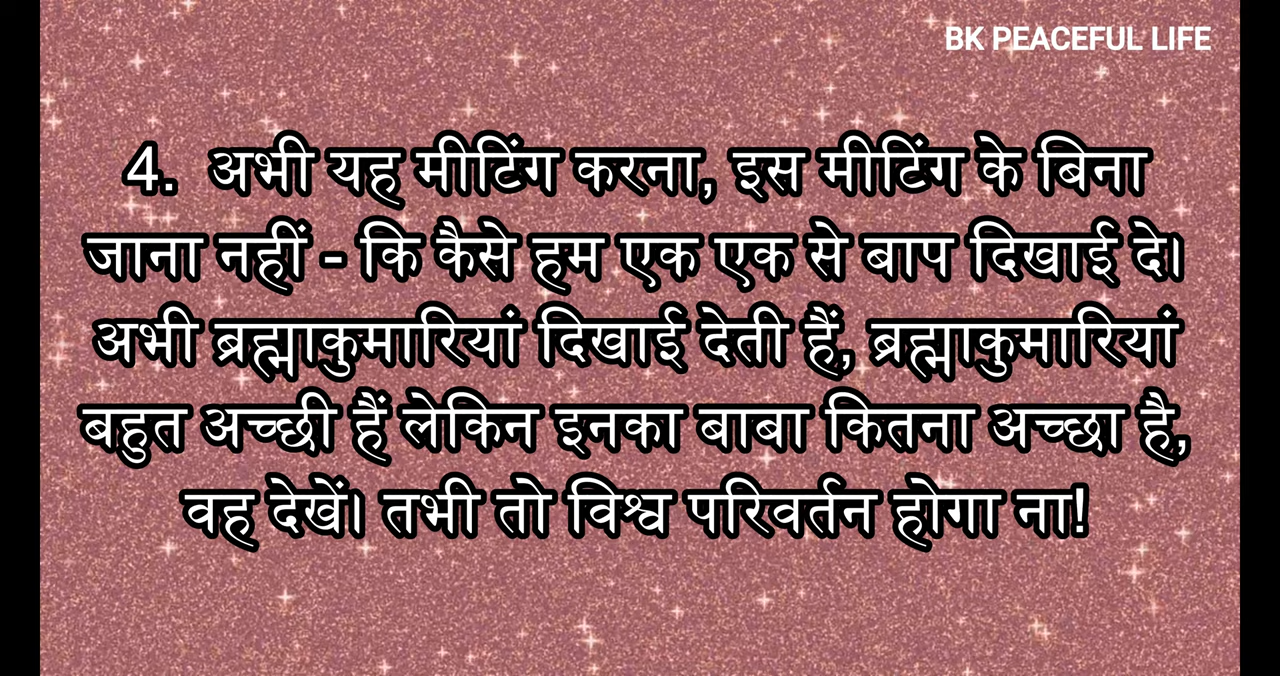 BK PEACEFUL LIFE
4. अभी यह मीटिंग करना, इस मीटिंग के बिना
जाना नहीं - कि कैसे हम एक एक से बाप दिखाई दे।
अभी ब्रह्माकुमारियां दिखाई देती हैं, ब्रह्माकुमारियां
बहुत अच्छी हैं लेकिन इनका बाबा कितना अच्छा है,
वह देखें। तभी तो विश्व परिवर्तन होगा ना!